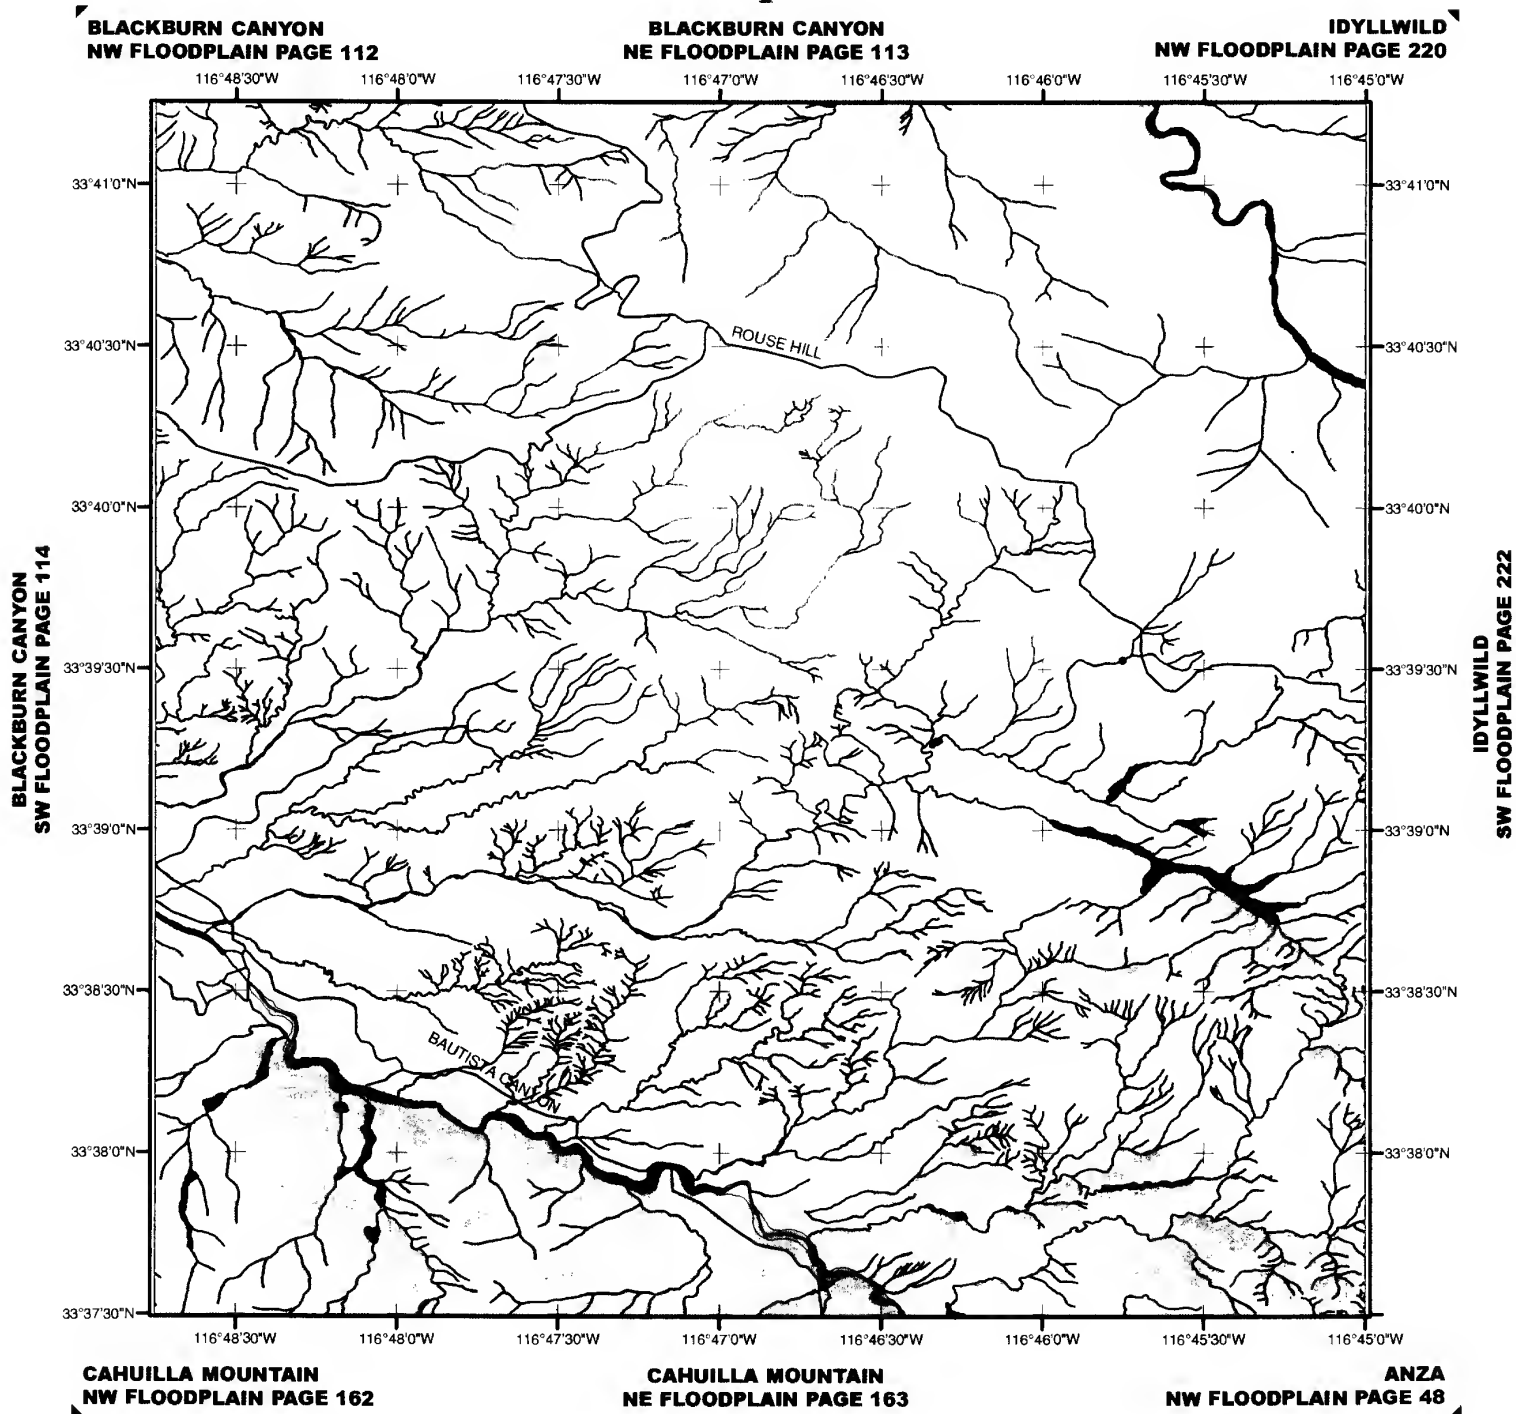 BLACKBURN CANYON
NW FLOODPLAIN PAGE 112
BLACKBURN CANYON
NE FLOODPLAIN PAGE 113
IDYLLWILD
NW FLOODPLAIN PAGE 220
116°48'30"W 116°48'0"W 116°47'30"W 116°47'0"W 116°46'30"W 116°46'0"W 116°45'30"W 116°45'0"W
33°41'0"N 33°41'0"N
ROUSE HILL
33°40'30"N 33°40'30"N
33°40'0"N 33°40'0"N
BLACKBURN CANYON
SW FLOODPLAIN PAGE 114
IDYLLWILD
SW FLOODPLAIN PAGE 222
33°39'30"N 33°39'30"N
33°39'0"N 33°39'0"N
33°38'30"N 33°38'30"N
BAUTISTA CANYON
33°38'0"N 33°38'0"N
33°37'30"N
116°48'30"W 116°48'0"W 116°47'30"W 116°47'0"W 116°46'30"W 116°46'0"W 116°45'30"W 116°45'0"W
CAHUILLA MOUNTAIN
NW FLOODPLAIN PAGE 162
CAHUILLA MOUNTAIN
NE FLOODPLAIN PAGE 163
ANZA
NW FLOODPLAIN PAGE 48